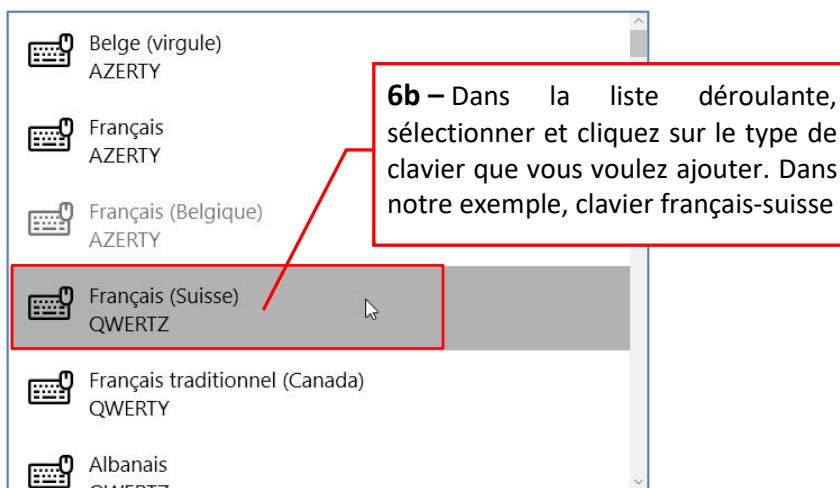 Belge (virgule)
AZERTY
6b – Dans la liste déroulante,
sélectionner et cliquez sur le type de
clavier que vous voulez ajouter. Dans
notre exemple, clavier français-suisse
Français
AZERTY
Français (Belgique)
AZERTY
Français (Suisse)
QWERTZ
Français traditionnel (Canada)
QWERTY
Albanais
QWERTZ